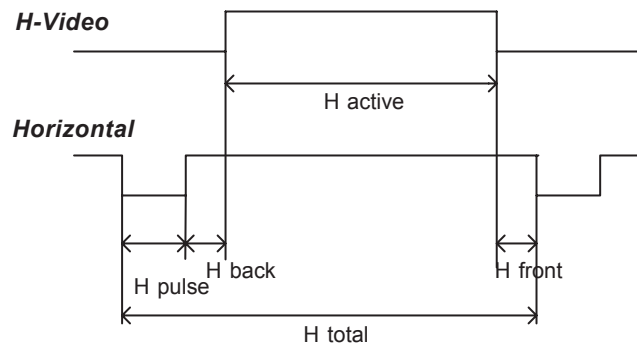 H-Video
H active
Horizontal
H back
H front
H pulse
H total